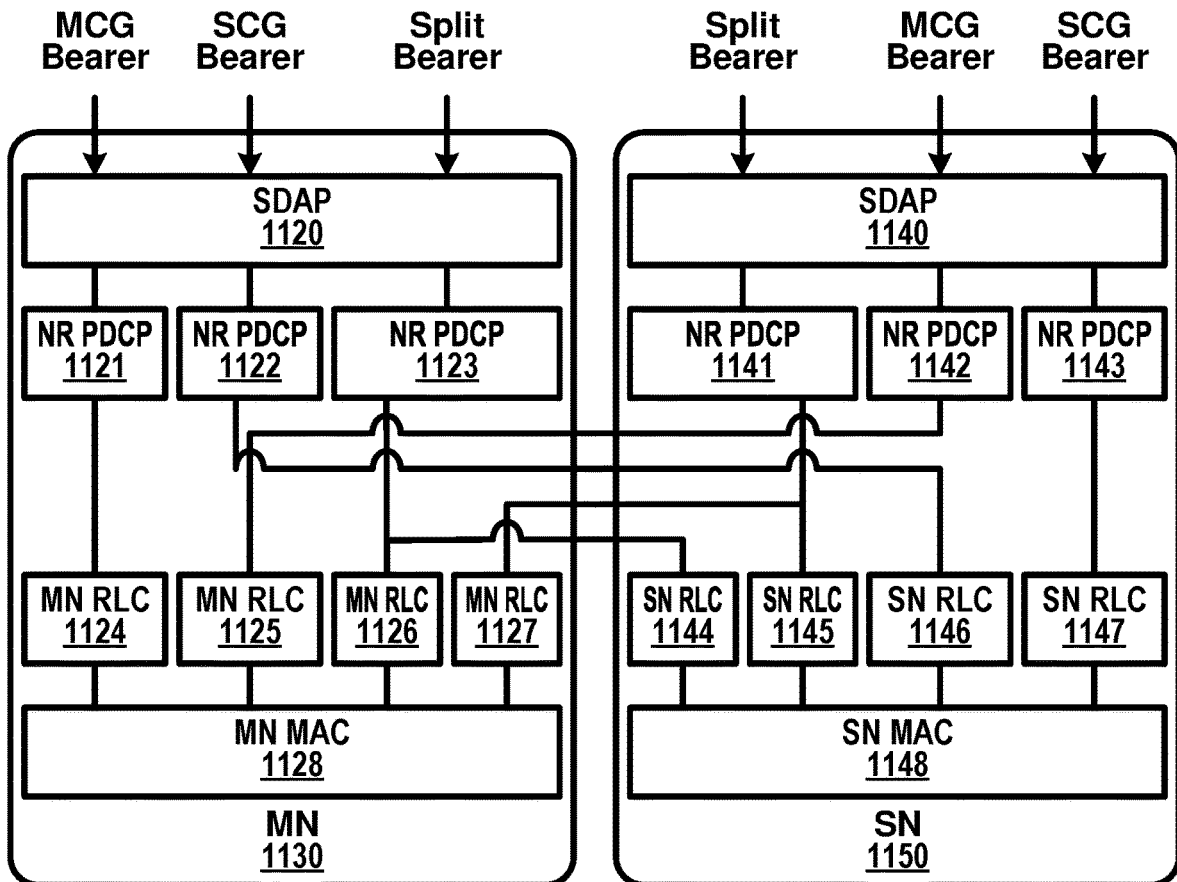 MCG
Bearer
SCG
Bearer
Split
Bearer
Split
Bearer
MCG
Bearer
SCG
Bearer
SDAP
1120
SDAP
1140
NR PDCP
1121
NR PDCP
1122
NR PDCP
1123
NR PDCP
1141
NR PDCP
1142
NR PDCP
1143
MN RLC
1124
MN RLC
1125
MN RLC
1126
MN RLC
1127
SN RLC
1144
SN RLC
1145
SN RLC
1146
SN RLC
1147
MN MAC
1128
SN MAC
1148
MN
1130
SN
1150